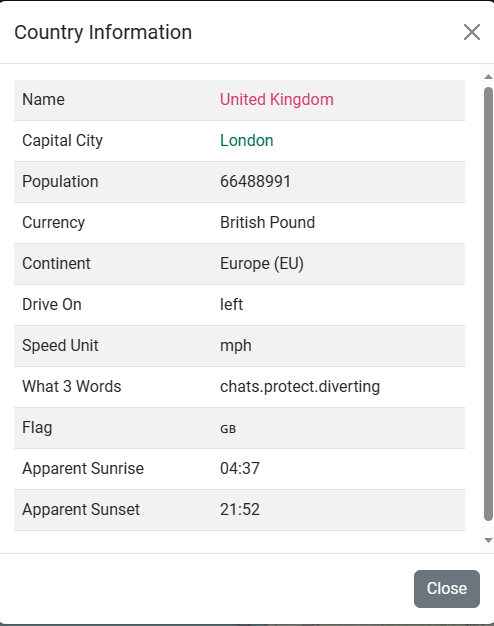 Country Information
Name United Kingdom
Capital City London
Population 66488991
Currency British Pound
Continent Europe (EU)
Drive On left
Speed Unit mph
What 3 Words chats.protect.diverting
Flag GB
Apparent Sunrise 04:37
Apparent Sunset 21:52
Close